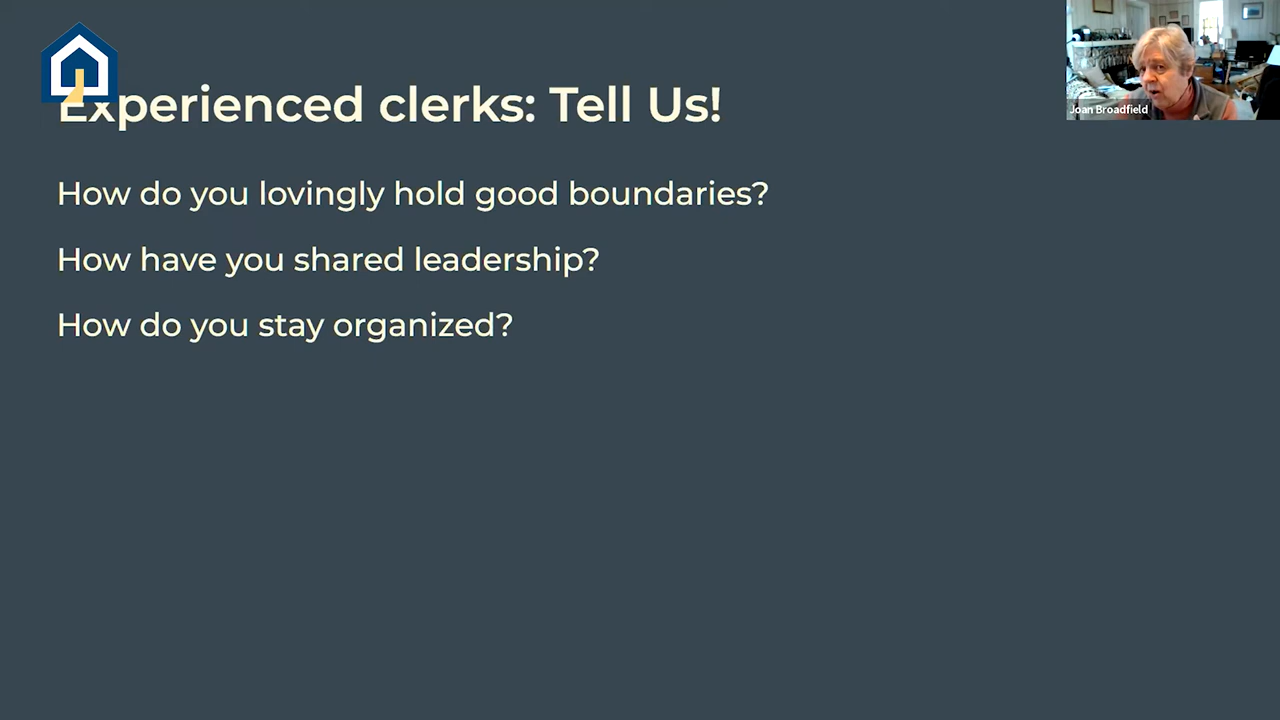 Experienced clerks: Tell Us!
Joan Broadfield
How do you lovingly hold good boundaries?
How have you shared leadership?
How do you stay organized?